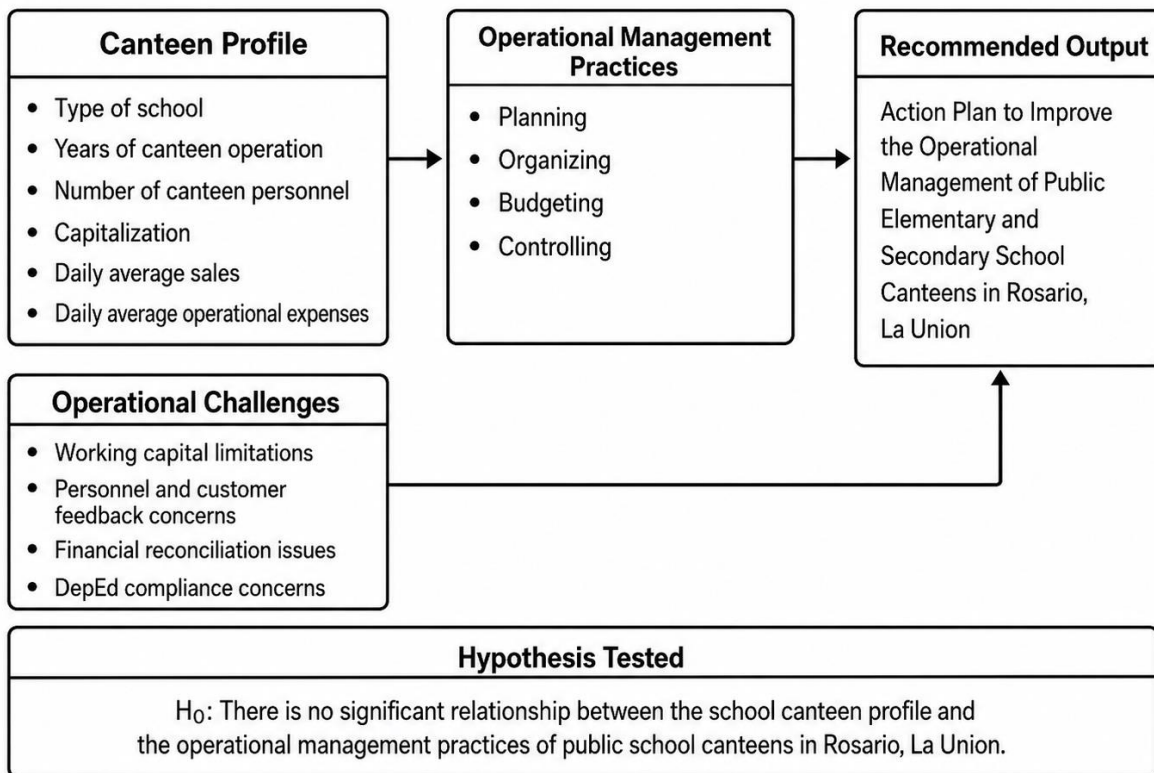 Canteen Profile
• Type of school
• Years of canteen operation
• Number of canteen personnel
• Capitalization
• Daily average sales
• Daily average operational expenses
Operational Management
Practices
• Planning
• Organizing
• Budgeting
• Controlling
Recommended Output
Action Plan to Improve
the Operational
Management of Public
Elementary and
Secondary School
Canteens in Rosario,
La Union
Operational Challenges
• Working capital limitations
• Personnel and customer
feedback concerns
• Financial reconciliation issues
• DepEd compliance concerns
Hypothesis Tested
H₀: There is no significant relationship between the school canteen profile and
the operational management practices of public school canteens in Rosario, La Union.